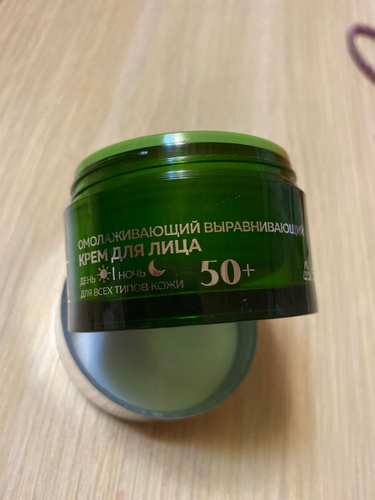 ОМОЛАЖИВАЮЩИЙ ВЫРАВНИВАЮЩИЙ
КРЕМ ДЛЯ ЛИЦА
ДЕНЬ | НОЧЬ 50+
ДЛЯ ВСЕХ ТИПОВ КОЖИ